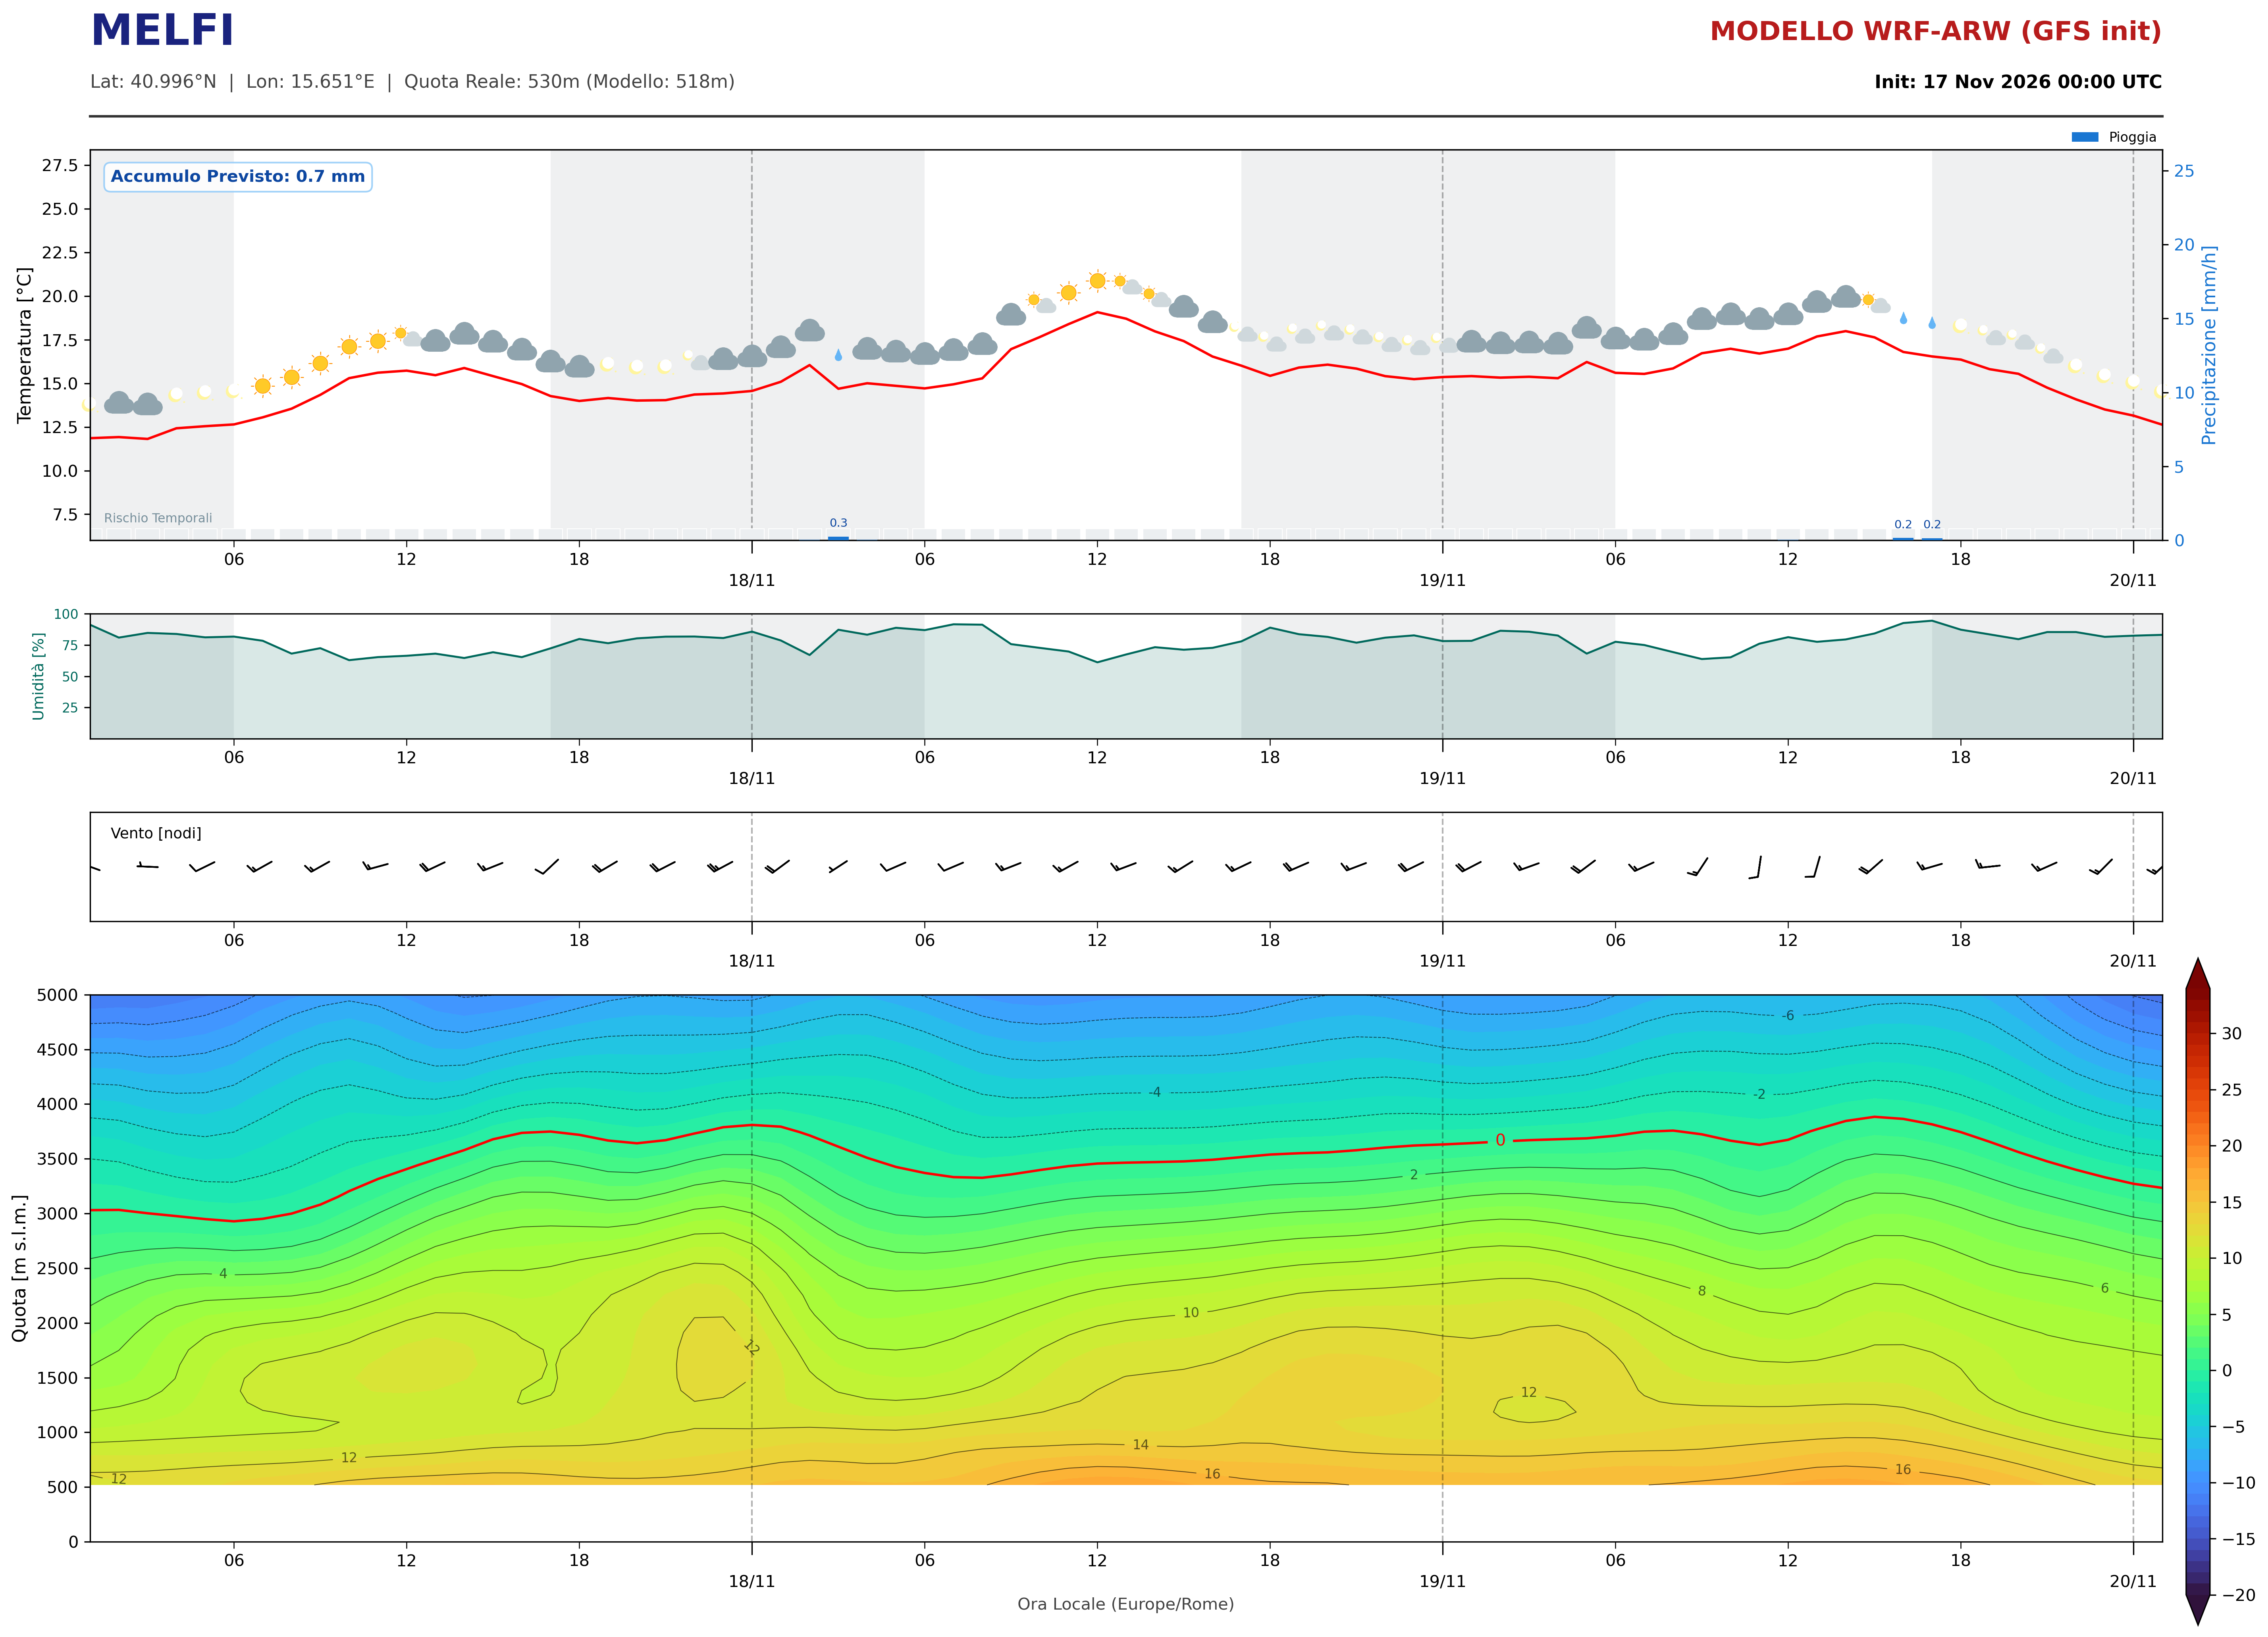 MELFI
MODELLO WRF-ARW (GFS init)
Lat: 40.996°N | Lon: 15.651°E | Quota Reale: 530m (Modello: 518m)
Init: 17 Nov 2026 00:00 UTC
Pioggia
Accumulo Previsto: 0.7 mm
Temperatura [°C]
27.5
25.0
22.5
20.0
17.5
15.0
12.5
10.0
7.5
Precipitazione [mm/h]
25
20
15
10
5
0
Rischio Temporali
0.3
0.2 0.2
06 12 18 06 12 18 06 12 18
18/11 19/11 20/11
Umidità [%]
100
75
50
25
06 12 18 06 12 18 06 12 18
18/11 19/11 20/11
Vento [nodi]
06 12 18 06 12 18 06 12 18
18/11 19/11 20/11
Quota [m s.l.m.]
5000
4500
4000
3500
3000
2500
2000
1500
1000
500
0
-6
-4
-2
0
2
4
6
8
10
12
12
14
12
12
16
16
06 12 18 06 12 18 06 12 18
18/11 19/11 20/11
Ora Locale (Europe/Rome)
30
25
20
15
10
5
0
−5
−10
−15
−20